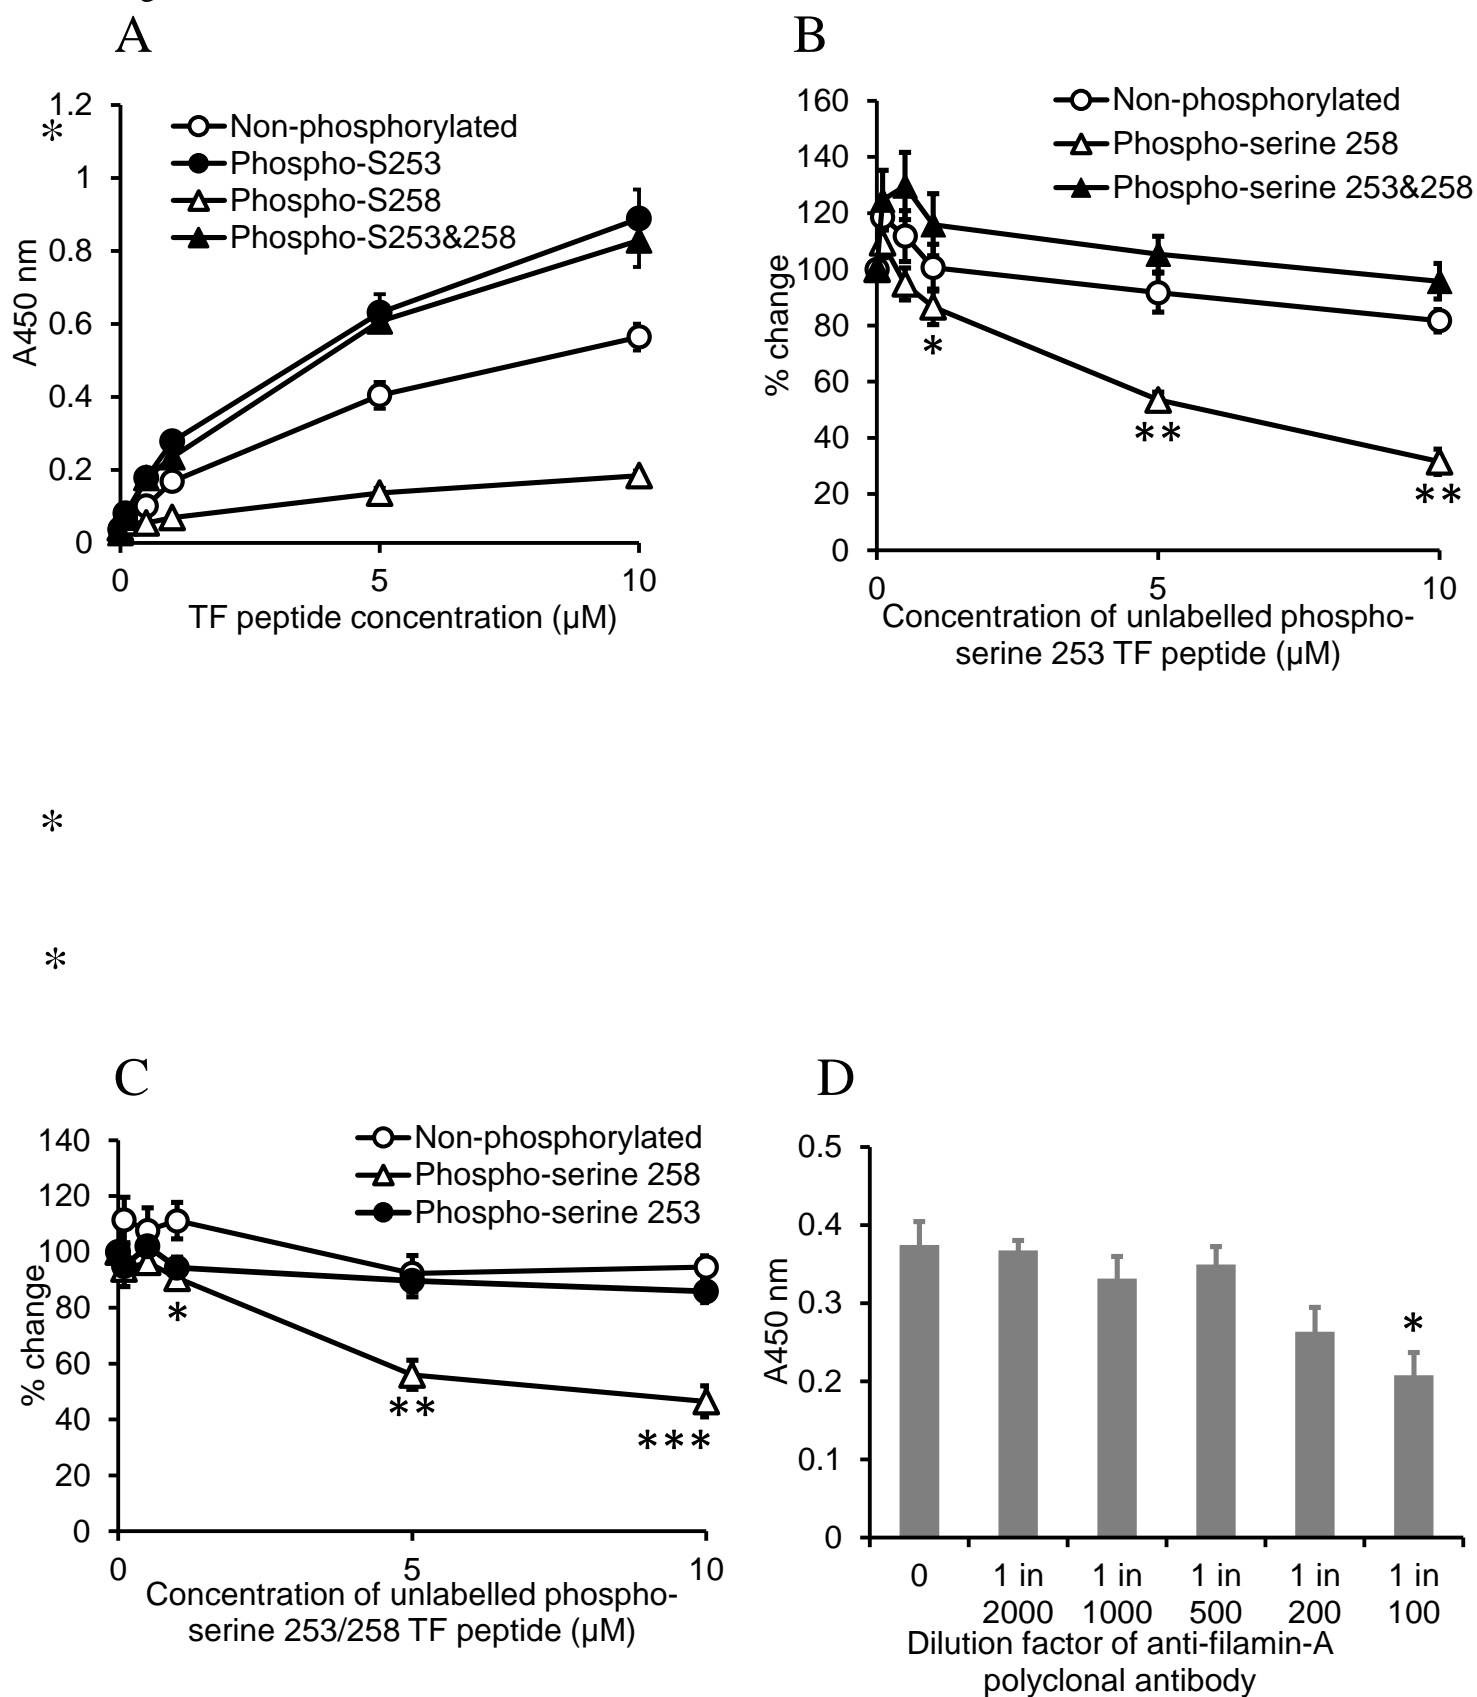 A
1.2
1
0.8
0.6
0.4
0.2
0
A450 nm
*
Non-phosphorylated
Phospho-S253
Phospho-S258
Phospho-S253&258
0
5
10
TF peptide concentration (µM)
B
160
140
120
100
80
60
40
20
0
% change
Non-phosphorylated
Phospho-serine 258
Phospho-serine 253&258
*
**
**
0
5
10
Concentration of unlabelled phospho-
serine 253 TF peptide (µM)
*
*
C
140
120
100
80
60
40
20
0
% change
Non-phosphorylated
Phospho-serine 258
Phospho-serine 253
*
**
***
0
5
10
Concentration of unlabelled phospho-
serine 253/258 TF peptide (µM)
D
0.5
0.4
0.3
0.2
0.1
0
A450 nm
*
0
1 in
2000
1 in
1000
1 in
500
1 in
200
1 in
100
Dilution factor of anti-filamin-A
polyclonal antibody